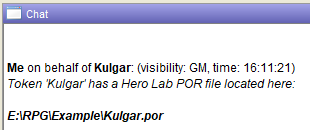 Chat
Me on behalf of Kulgar: (visibility: GM, time: 16:11:21)
Token 'Kulgar' has a Hero Lab POR file located here:
E:\RPG\Example\Kulgar.por